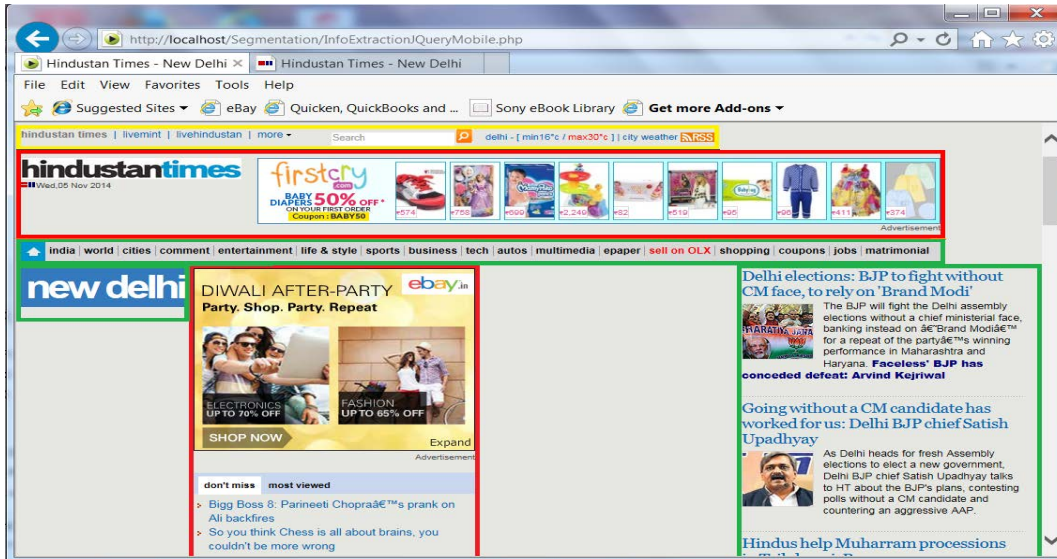 http://localhost/Segmentation/InfoExtractionJQueryMobile.php
Hindustan Times - New Delhi
Hindustan Times - New Delhi
File Edit View Favorites Tools Help
Suggested Sites eBay Quicken, QuickBooks and ... Sony eBook Library Get more Add-ons
hindustan times | livemint | livehindustan | more Search delhi - [ min16°c / max30°c ] | city weather RSS
hindustantimes
Wed,05 Nov 2014
firstcry
.com
BABY DIAPERS 50% OFF*
ON YOUR FIRST ORDER
Coupon : BABY50
574 768 699 2,249 32 519 96 96 411 374
Advertisement
india world cities comment entertainment life & style sports business tech autos multimedia epaper sell on OLX shopping coupons jobs matrimonial
new delhi
DIWALI AFTER-PARTY
ebay.in
Party. Shop. Party. Repeat
ELECTRONICS
UP TO 70% OFF
FASHION
UP TO 65% OFF
SHOP NOW
Expand
Advertisement
don't miss most viewed
Bigg Boss 8: Parineeti Chopraâ€™s prank on
Ali backfires
So you think Chess is all about brains, you
couldn't be more wrong
Delhi elections: BJP to fight without
CM face, to rely on 'Brand Modi'
The BJP will fight the Delhi assembly
elections without a chief ministerial face,
banking instead on â€˜Brand Modiâ€™
for a repeat of the partyâ€™s winning
performance in Maharashtra and
Haryana. Faceless' BJP has
conceded defeat: Arvind Kejriwal
Going without a CM candidate has
worked for us: Delhi BJP chief Satish
Upadhyay
As Delhi heads for fresh Assembly
elections to elect a new government,
Delhi BJP chief Satish Upadhyay talks
to HT about the BJP's plans, contesting
polls without a CM candidate and
countering an aggressive AAP.
Hindus help Muharram processions